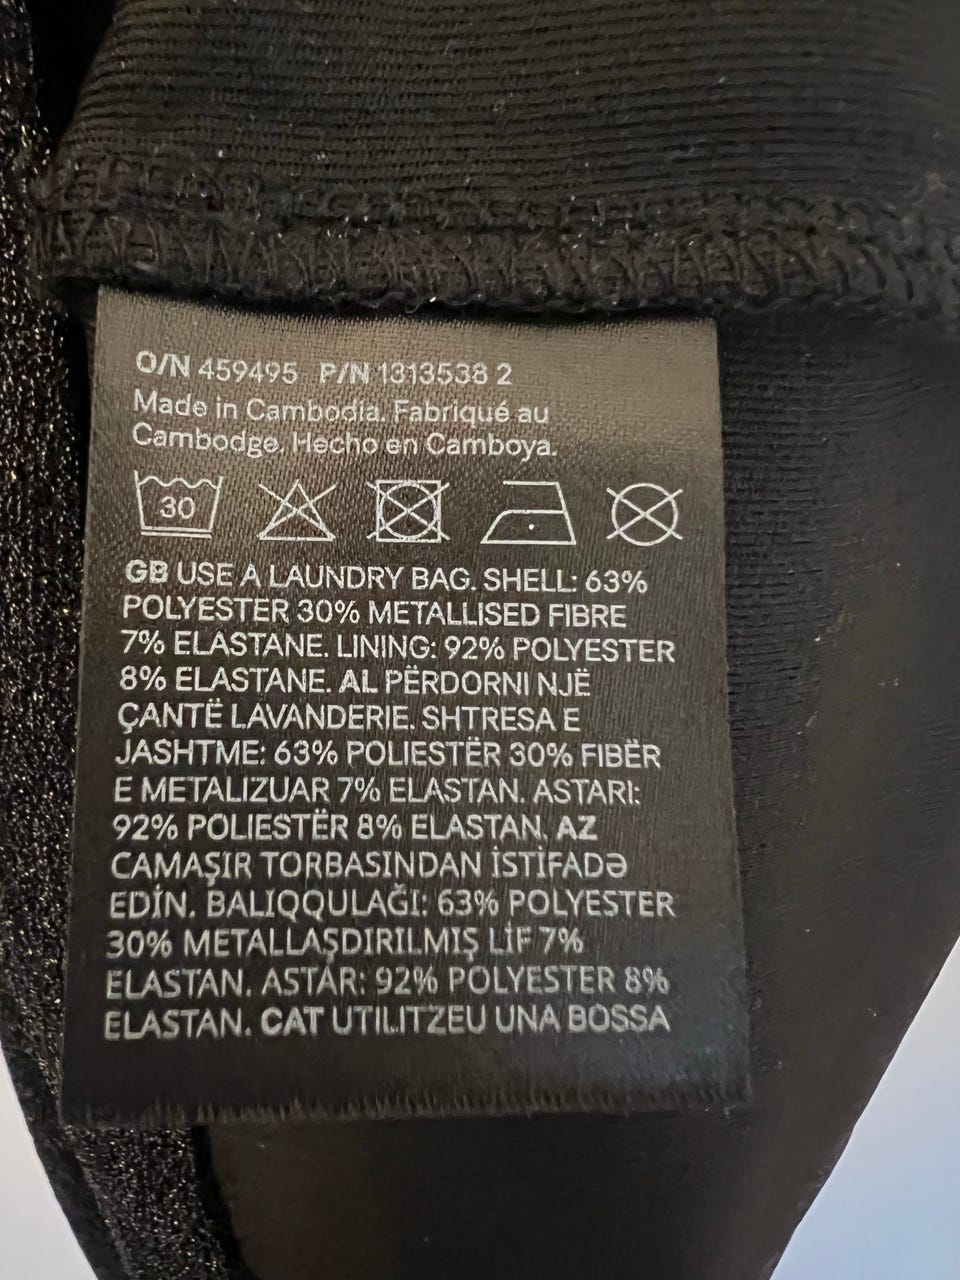 O/N 459495 P/N 1313538 2
Made in Cambodia. Fabriqué au
Cambodge. Hecho en Camboya.
30
GB USE A LAUNDRY BAG. SHELL: 63%
POLYESTER 30% METALLISED FIBRE
7% ELASTANE. LINING: 92% POLYESTER
8% ELASTANE. AL PËRDORNI NJË
ÇANTË LAVANDERIE. SHTRESA E
JASHTME: 63% POLIESTËR 30% FIBËR
E METALIZUAR 7% ELASTAN. ASTARI:
92% POLIESTËR 8% ELASTAN. AZ
CAMAŞIR TORBASINDAN İSTİFADƏ
EDİN. BALIQQULAĞI: 63% POLYESTER
30% METALLAŞDIRILMIŞ LİF 7%
ELASTAN. ASTAR: 92% POLYESTER 8%
ELASTAN. CAT UTILITZEU UNA BOSSA